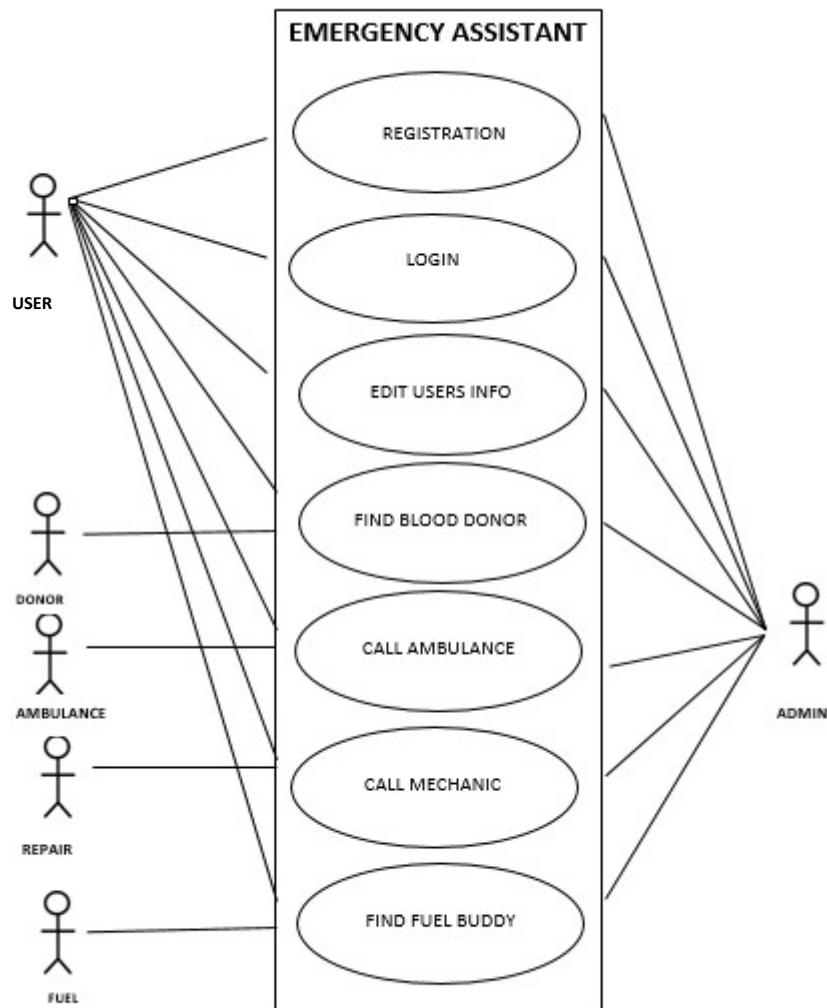 EMERGENCY ASSISTANT
REGISTRATION
LOGIN
USER
EDIT USERS INFO
FIND BLOOD DONOR
DONOR
CALL AMBULANCE
AMBULANCE
ADMIN
CALL MECHANIC
REPAIR
FIND FUEL BUDDY
FUEL